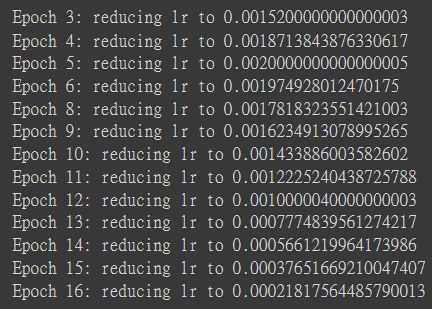 Epoch 3: reducing lr to 0.0015200000000000003
Epoch 4: reducing lr to 0.0018713843876330617
Epoch 5: reducing lr to 0.0020000000000000005
Epoch 6: reducing lr to 0.001974928012470175
Epoch 8: reducing lr to 0.0017818323551421003
Epoch 9: reducing lr to 0.0016234913078995265
Epoch 10: reducing lr to 0.001433886003582602
Epoch 11: reducing lr to 0.0012225240438725788
Epoch 12: reducing lr to 0.0010000040000000003
Epoch 13: reducing lr to 0.0007774839561274217
Epoch 14: reducing lr to 0.0005661219964173986
Epoch 15: reducing lr to 0.00037651669210047407
Epoch 16: reducing lr to 0.00021817564485790013